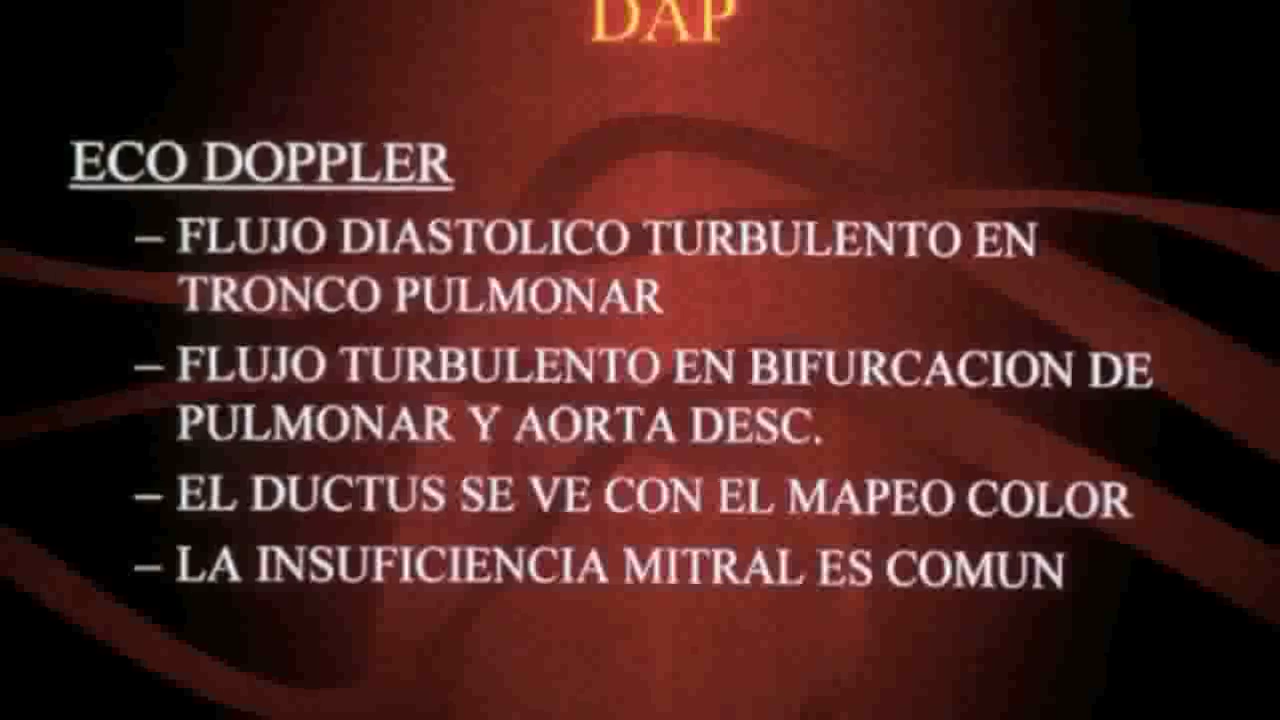 DAP
ECO DOPPLER
– FLUJO DIASTOLICO TURBULENTO EN
TRONCO PULMONAR
– FLUJO TURBULENTO EN BIFURCACION DE
PULMONAR Y AORTA DESC.
– EL DUCTUS SE VE CON EL MAPEO COLOR
– LA INSUFICIENCIA MITRAL ES COMUN